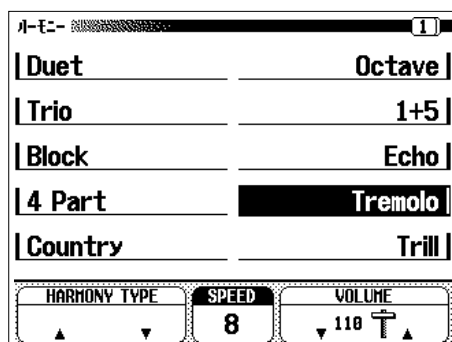 ハーモニー 1
Duet Octave
Trio 1+5
Block Echo
4 Part Tremolo
Country Trill
HARMONY TYPE SPEED VOLUME
▲ ▼ 8 ▼ 110 ▲